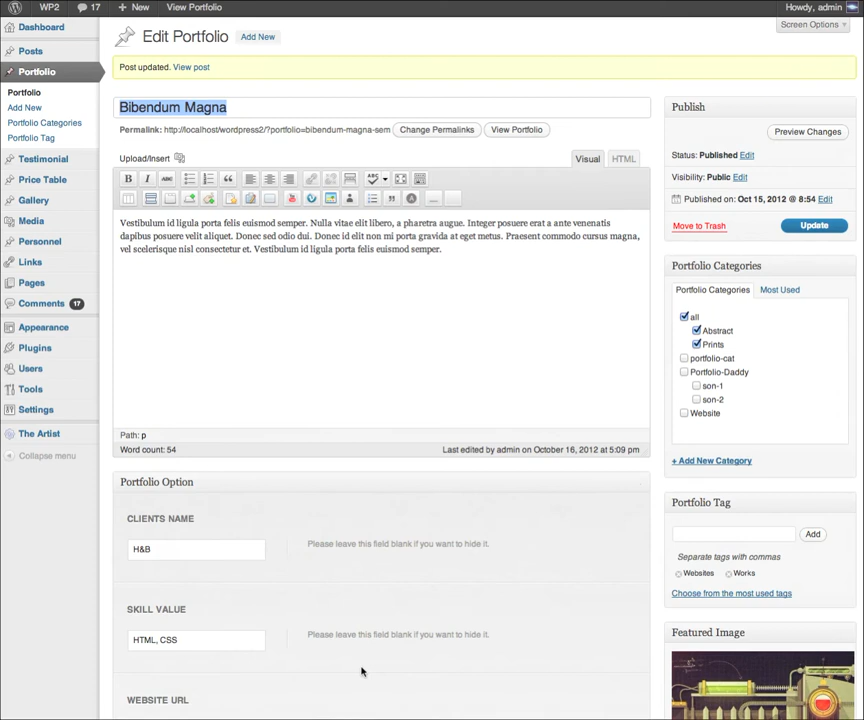 WP2 17 + New View Portfolio Howdy, admin
Screen Options
Dashboard
Posts
Portfolio
Portfolio
Add New
Portfolio Categories
Portfolio Tag
Testimonial
Price Table
Gallery
Media
Personnel
Links
Pages
Comments 17
Appearance
Plugins
Users
Tools
Settings
The Artist
Collapse menu
Edit Portfolio Add New
Post updated. View post
Bibendum Magna
Permalink: http://localhost/wordpress2/?portfolio=bibendum-magna-sem Change Permalinks View Portfolio
Upload/Insert Visual HTML
B I ABC ABC
Vestibulum id ligula porta felis euismod semper. Nulla vitae elit libero, a pharetra augue. Integer posuere erat a ante venenatis
dapibus posuere velit aliquet. Donec sed odio dui. Donec id elit non mi porta gravida at eget metus. Praesent commodo cursus magna,
vel scelerisque nisl consectetur et. Vestibulum id ligula porta felis euismod semper.
Path: p
Word count: 54 Last edited by admin on October 16, 2012 at 5:09 pm
Portfolio Option
CLIENTS NAME
H&B Please leave this field blank if you want to hide it.
SKILL VALUE
HTML, CSS Please leave this field blank if you want to hide it.
WEBSITE URL
Publish
Preview Changes
Status: Published Edit
Visibility: Public Edit
Published on: Oct 15, 2012 @ 8:54 Edit
Move to Trash Update
Portfolio Categories
Portfolio Categories Most Used
all
Abstract
Prints
portfolio-cat
Portfolio-Daddy
son-1
son-2
Website
+ Add New Category
Portfolio Tag
Add
Separate tags with commas
Websites Works
Choose from the most used tags
Featured Image